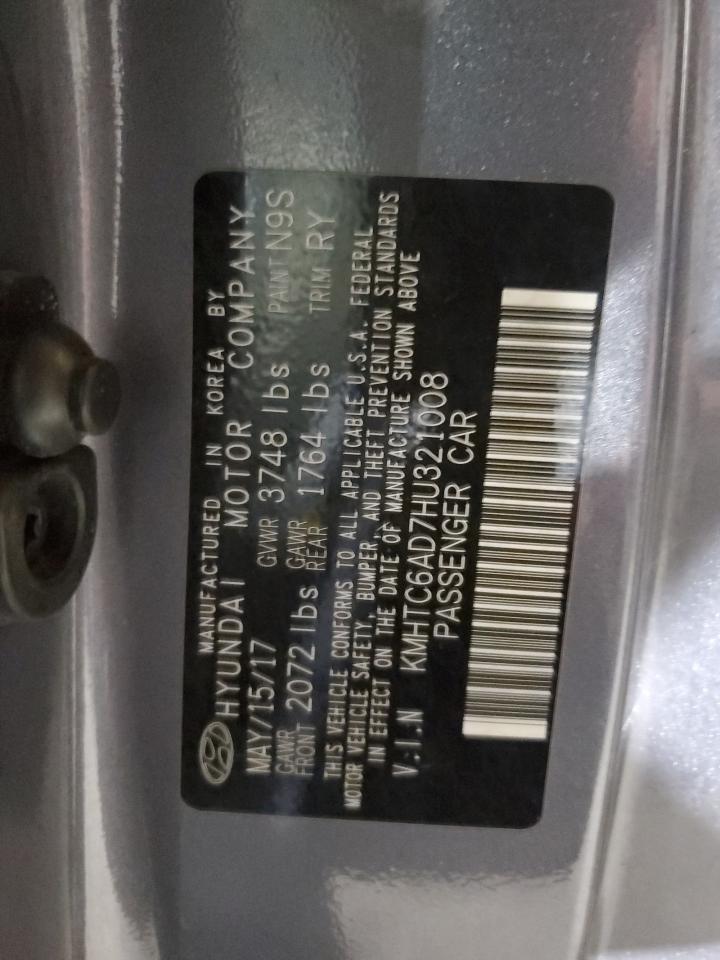 MANUFACTURED IN KOREA BY
HYUNDAI MOTOR COMPANY
MAY/15/17 GVWR 3748 lbs PAINT N9S
GAWR FRONT 2072 lbs GAWR REAR 1764 lbs TRIM RY
THIS VEHICLE CONFORMS TO ALL APPLICABLE U.S.A. FEDERAL
MOTOR VEHICLE SAFETY, BUMPER, AND THEFT PREVENTION STANDARDS
IN EFFECT ON THE DATE OF MANUFACTURE SHOWN ABOVE
V.I.N KMHTC6AD7HU321008
PASSENGER CAR